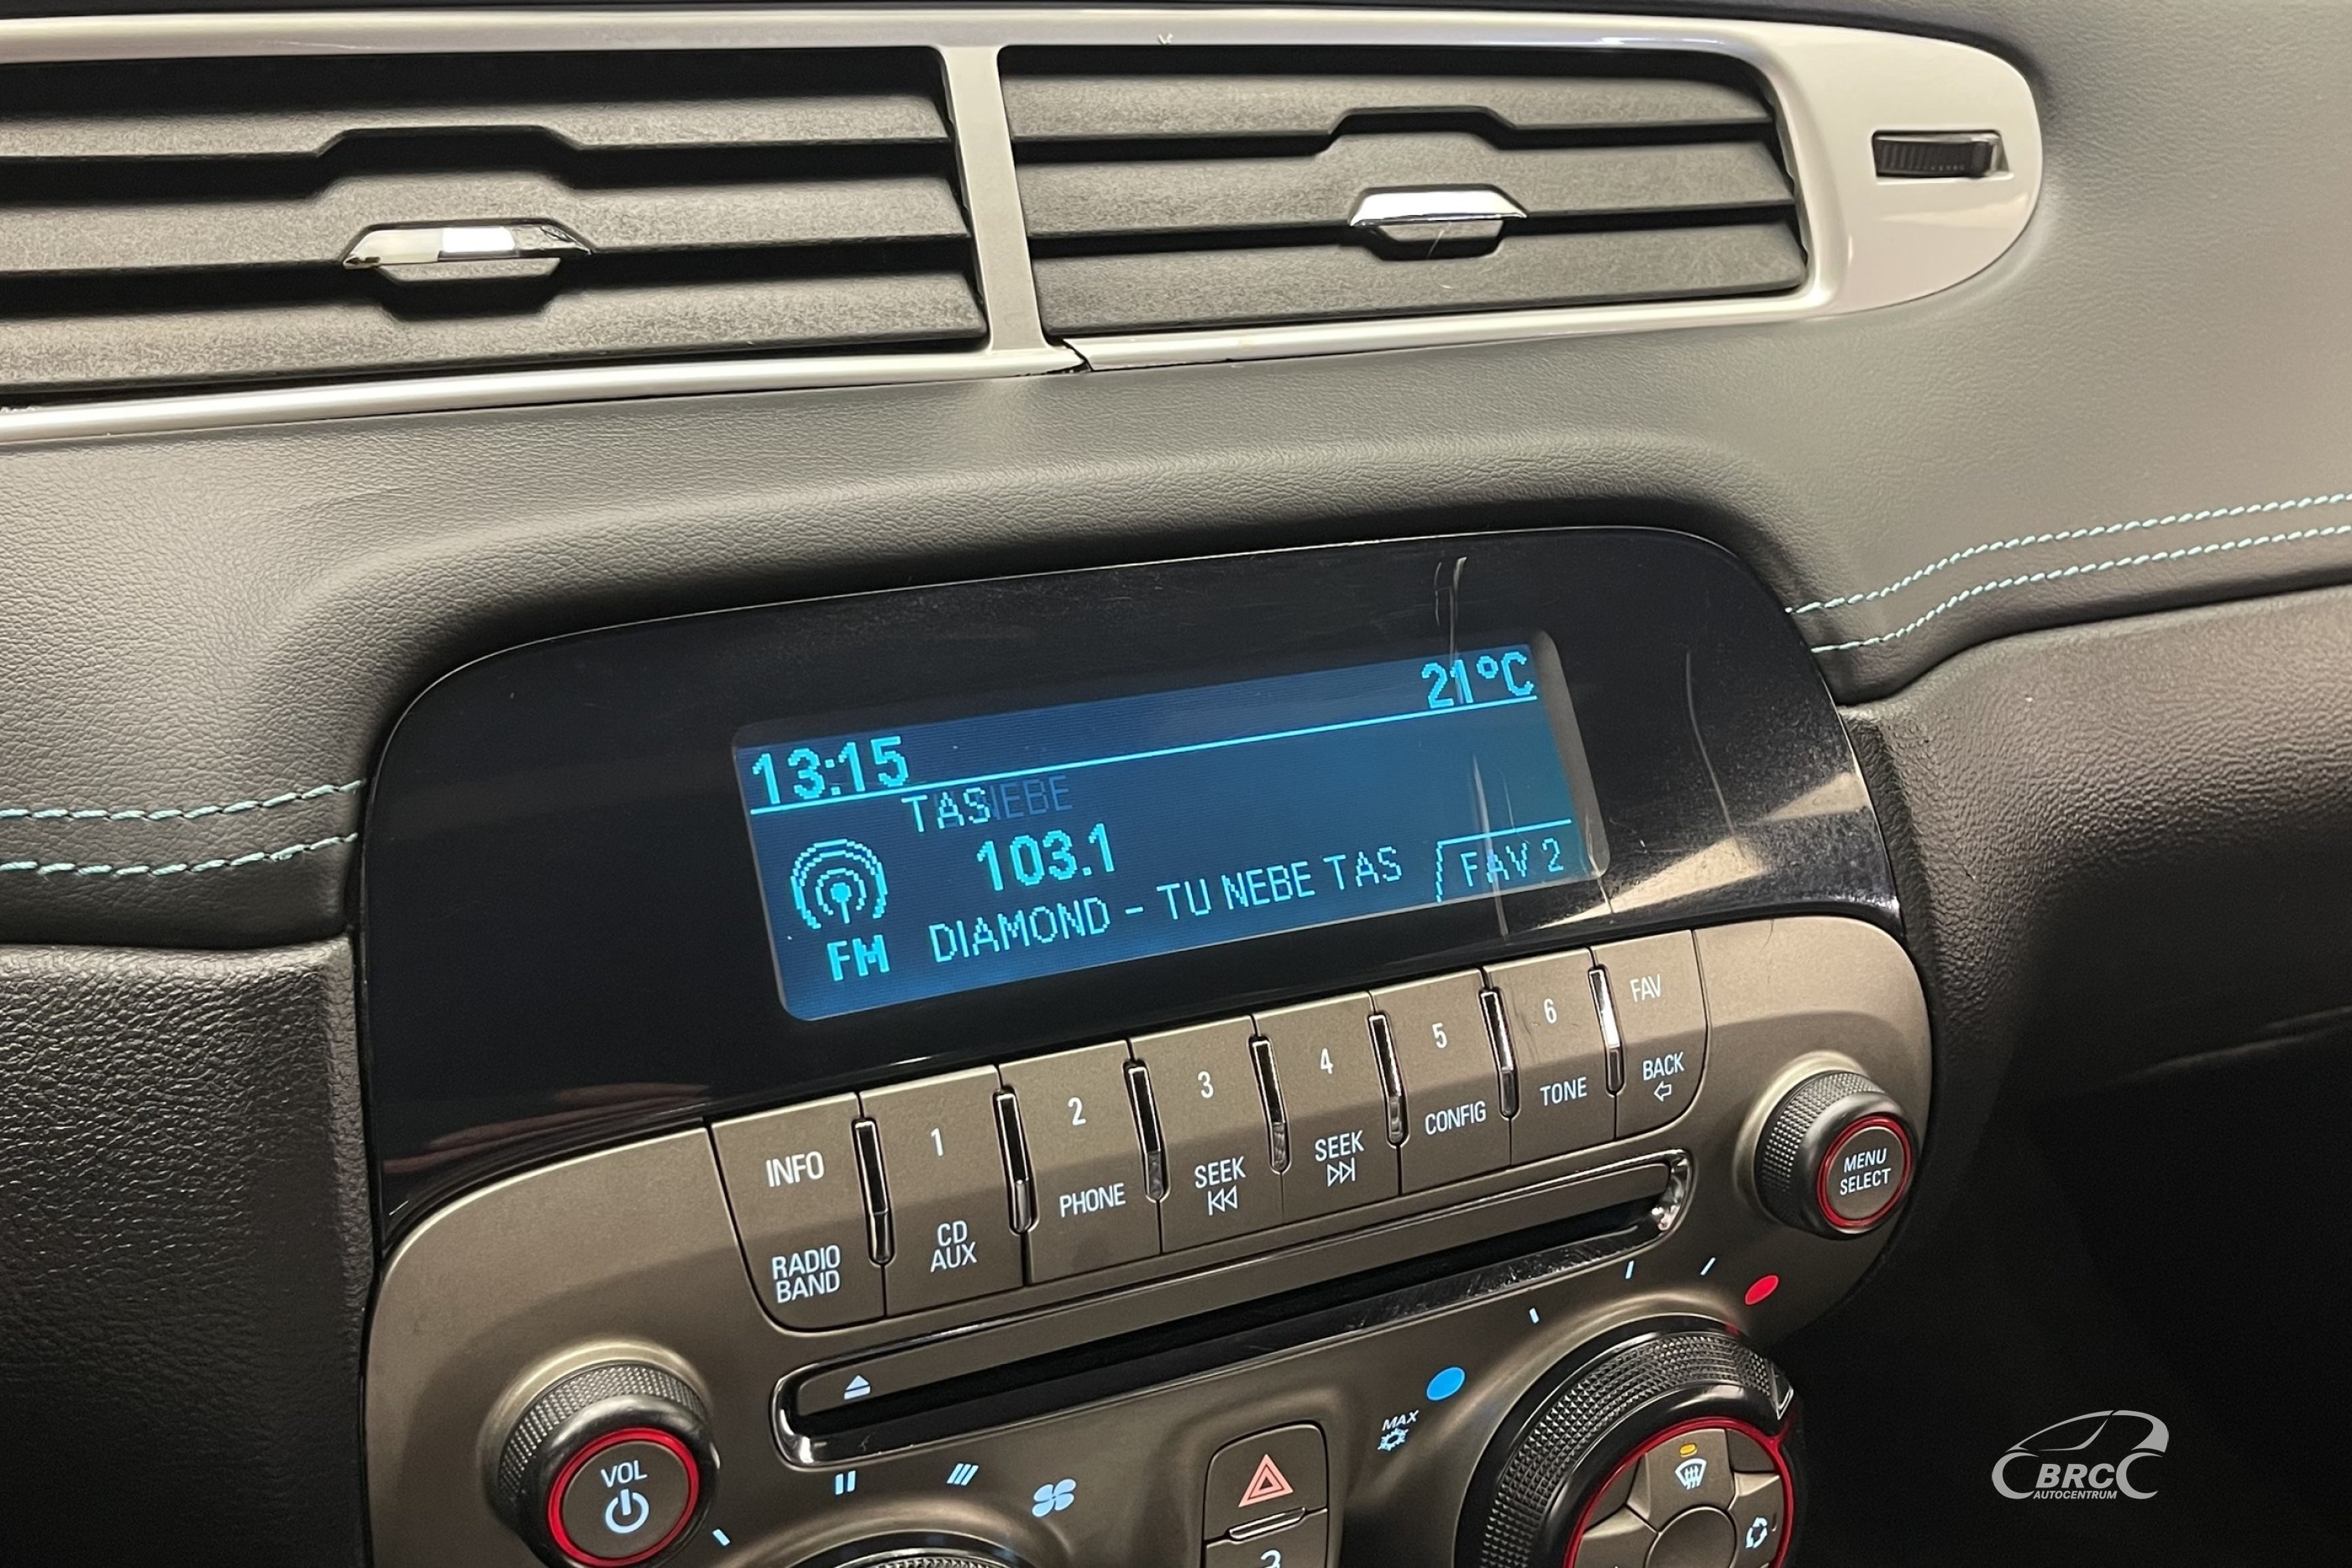 21°C
13:15
TAS
103.1
FM
DIAMOND - TU NEBE TAS
FAV 2
INFO
RADIO
BAND
1
CD
AUX
2
PHONE
3
SEEK
4
SEEK
5
CONFIG
6
TONE
FAV
BACK
MENU
SELECT
VOL
MAX
BRC
AUTOCENTRUM